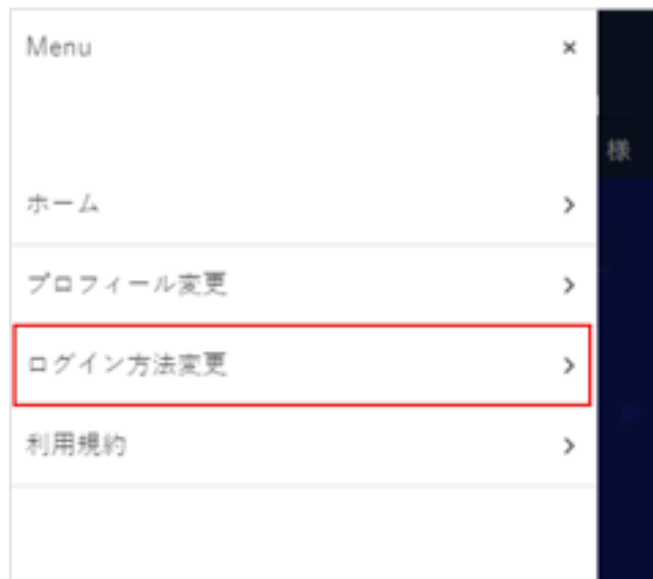 Menu ×
様
ホーム
プロフィール変更
ログイン方法変更
利用規約